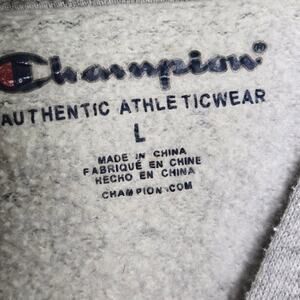 Champion®
AUTHENTIC ATHLETICWEAR
L
MADE IN CHINA
FABRIQUÉ EN CHINE
HECHO EN CHINA
CHAMPION.COM